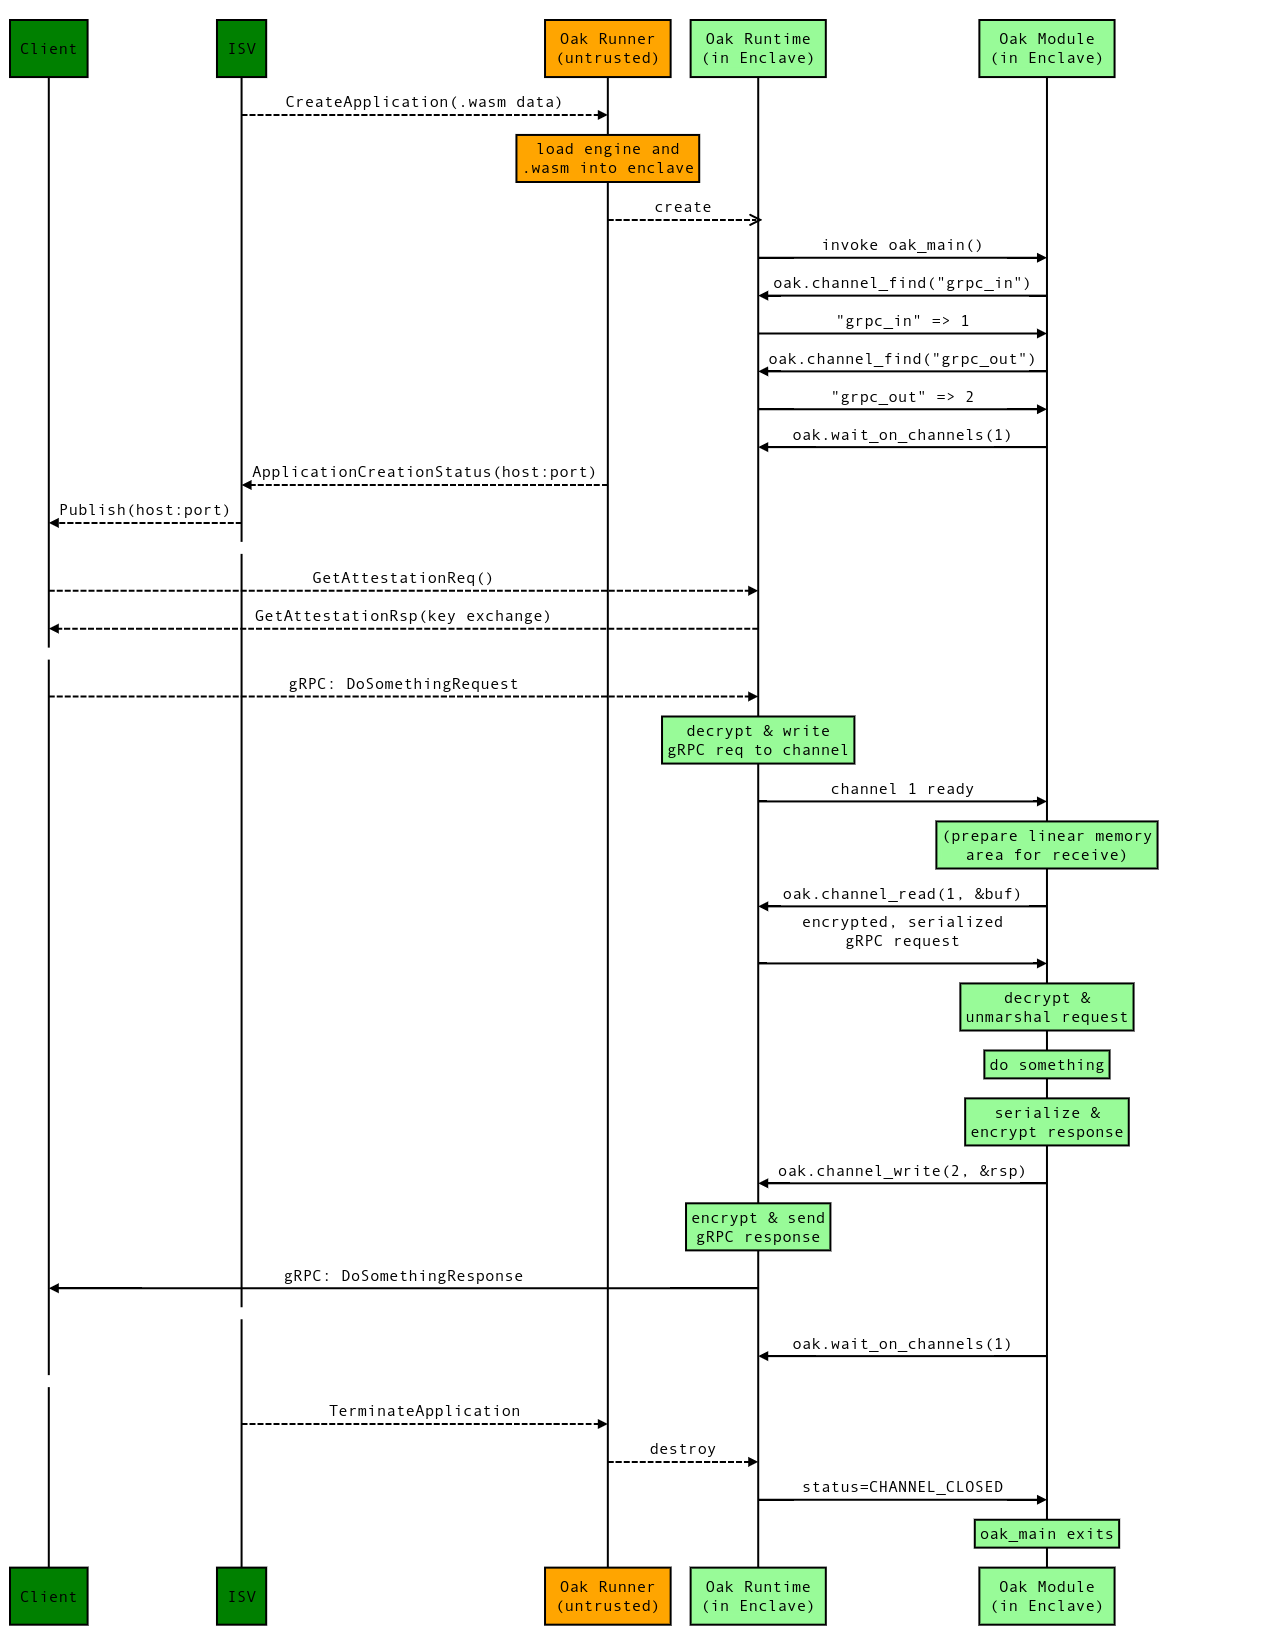 Client
ISV
Oak Runner
(untrusted)
Oak Runtime
(in Enclave)
Oak Module
(in Enclave)
CreateApplication(.wasm data)
load engine and
.wasm into enclave
create
invoke oak_main()
oak.channel_find("grpc_in")
"grpc_in" => 1
oak.channel_find("grpc_out")
"grpc_out" => 2
oak.wait_on_channels(1)
ApplicationCreationStatus(host:port)
Publish(host:port)
GetAttestationReq()
GetAttestationRsp(key exchange)
gRPC: DoSomethingRequest
decrypt & write
gRPC req to channel
channel 1 ready
(prepare linear memory
area for receive)
oak.channel_read(1, &buf)
encrypted, serialized
gRPC request
decrypt &
unmarshal request
do something
serialize &
encrypt response
oak.channel_write(2, &rsp)
encrypt & send
gRPC response
gRPC: DoSomethingResponse
oak.wait_on_channels(1)
TerminateApplication
destroy
status=CHANNEL_CLOSED
oak_main exits
Client
ISV
Oak Runner
(untrusted)
Oak Runtime
(in Enclave)
Oak Module
(in Enclave)